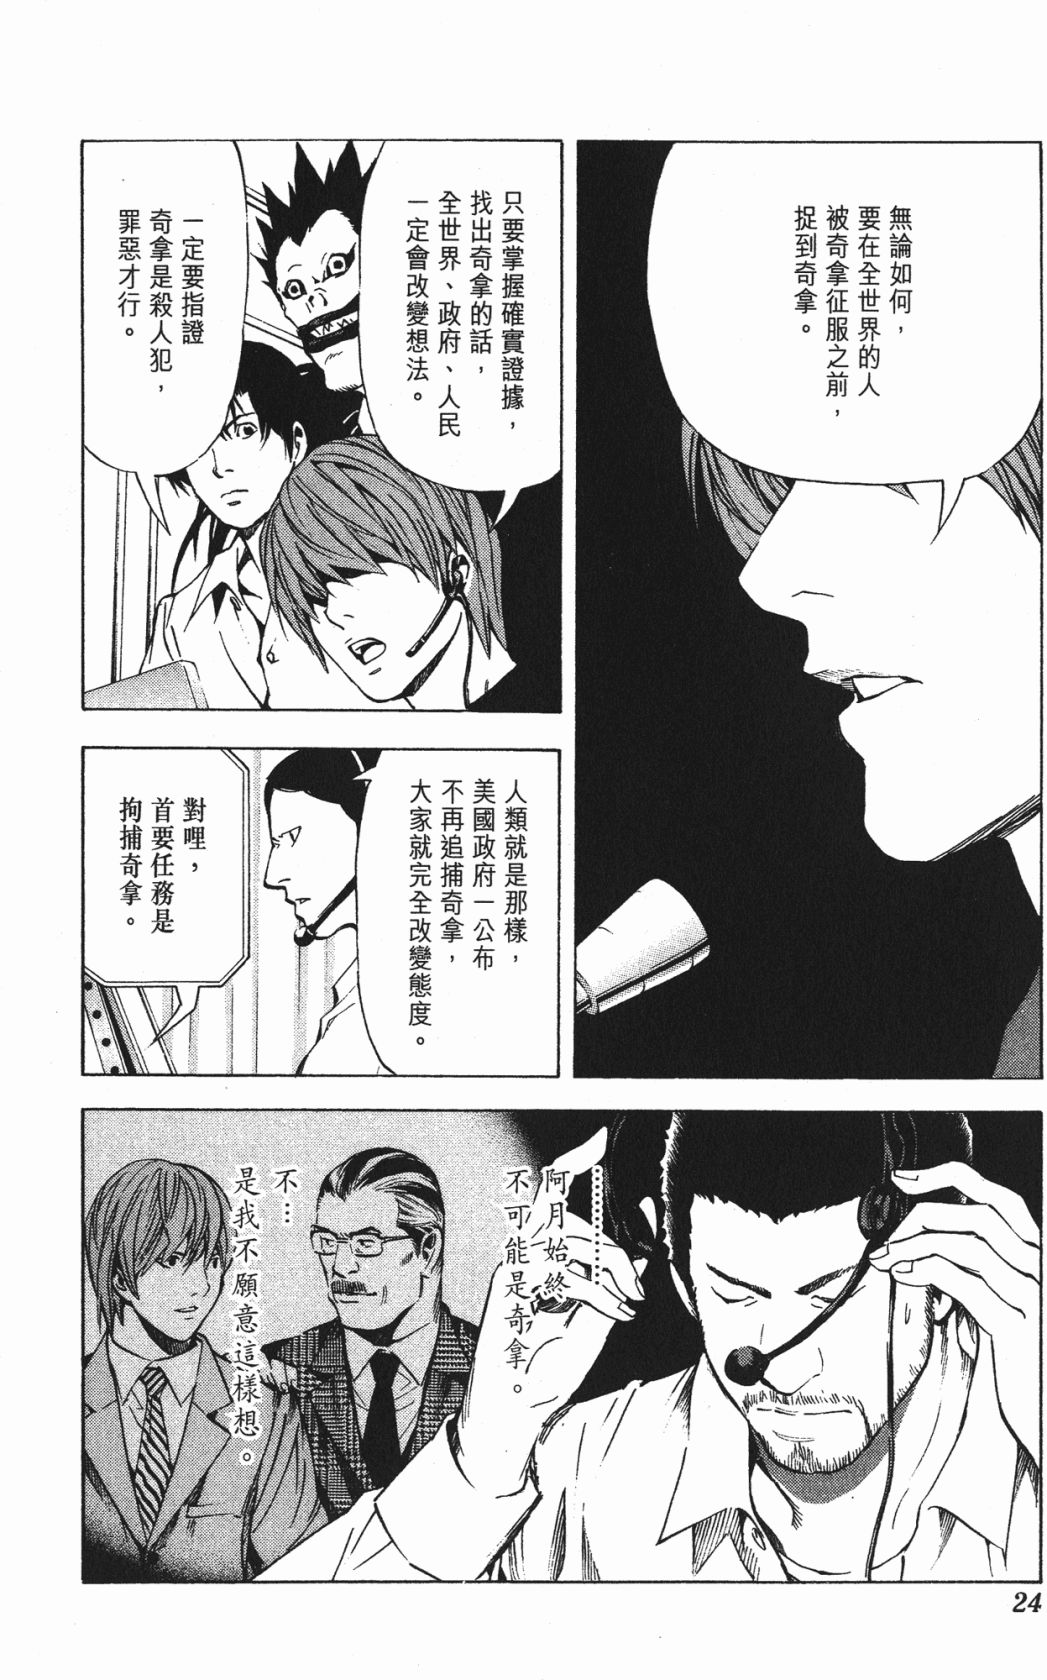 無論如何，
要在全世界的人
被奇拿征服之前，
捉到奇拿。
只要掌握確實證據，
找出奇拿的話，
全世界、政府、人民
一定會改變想法。
一定要指證
奇拿是殺人犯，
罪惡才行。
人類就是那樣，
美國政府一公布
不再追捕奇拿，
大家就完全改變態度。
對哩，
首要任務是
拘捕奇拿。
…………
阿月始終
不可能是奇拿。
不…
是我不願意這樣想。
24